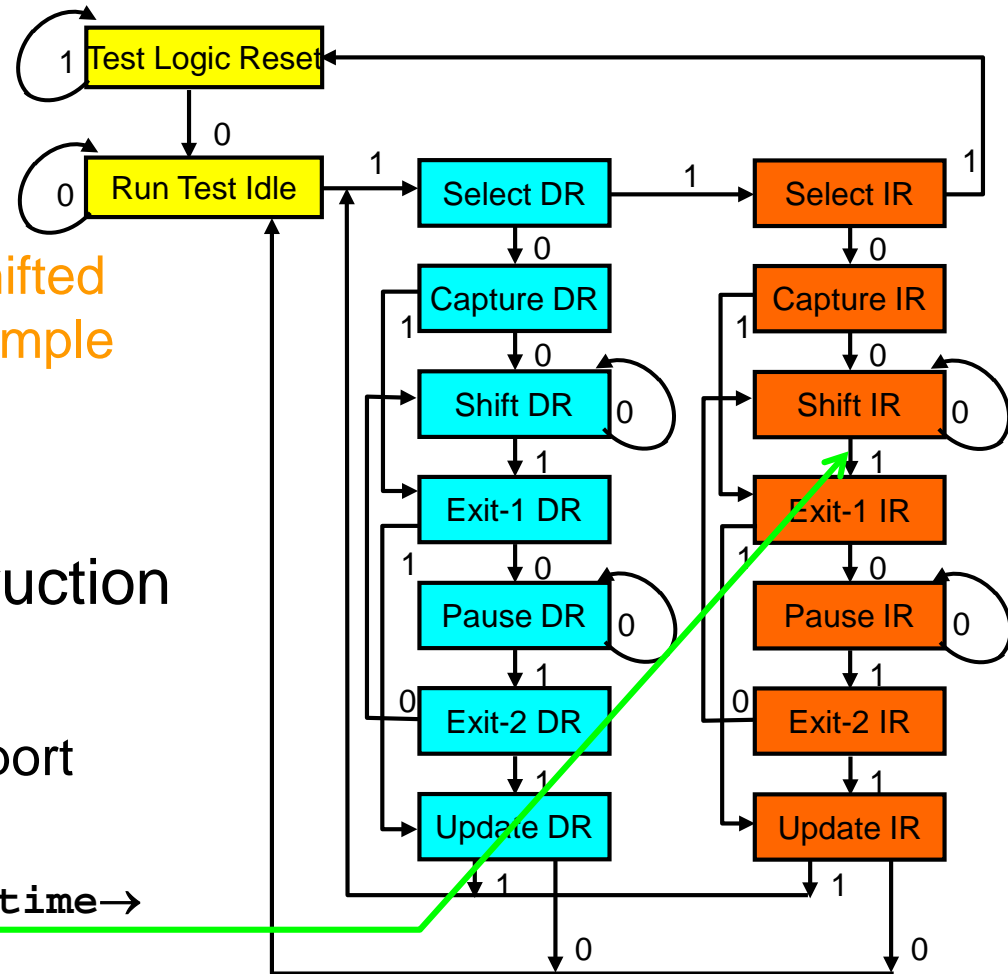 1 Test Logic Reset
0
0 Run Test Idle 1 Select DR 1 Select IR 1
0 0
ifted
Capture DR Capture IR
1 1
mple
0 0
Shift DR 0 Shift IR 0
1 1
Exit-1 DR Exit-1 IR
1 0 1 0
uction
Pause DR 0 Pause IR 0
1 1
0 Exit-2 DR 0 Exit-2 IR
port
1 1
Update DR Update IR
1 1
time→
0 0